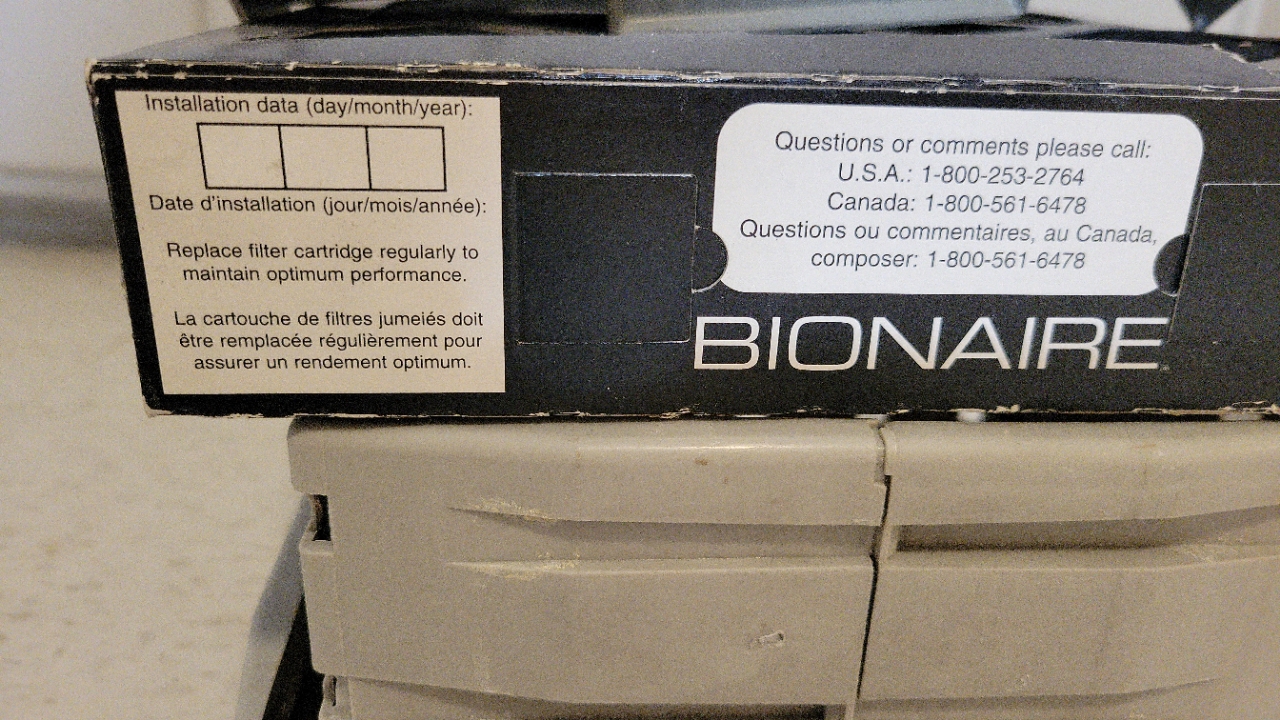 Installation data (day/month/year):
Date d'installation (jour/mois/année):
Replace filter cartridge regularly to
maintain optimum performance.
La cartouche de filtres jumeiés doit
être remplacée régulièrement pour
assurer un rendement optimum.
Questions or comments please call:
U.S.A.: 1-800-253-2764
Canada: 1-800-561-6478
Questions ou commentaires, au Canada,
composer: 1-800-561-6478
BIONAIRE